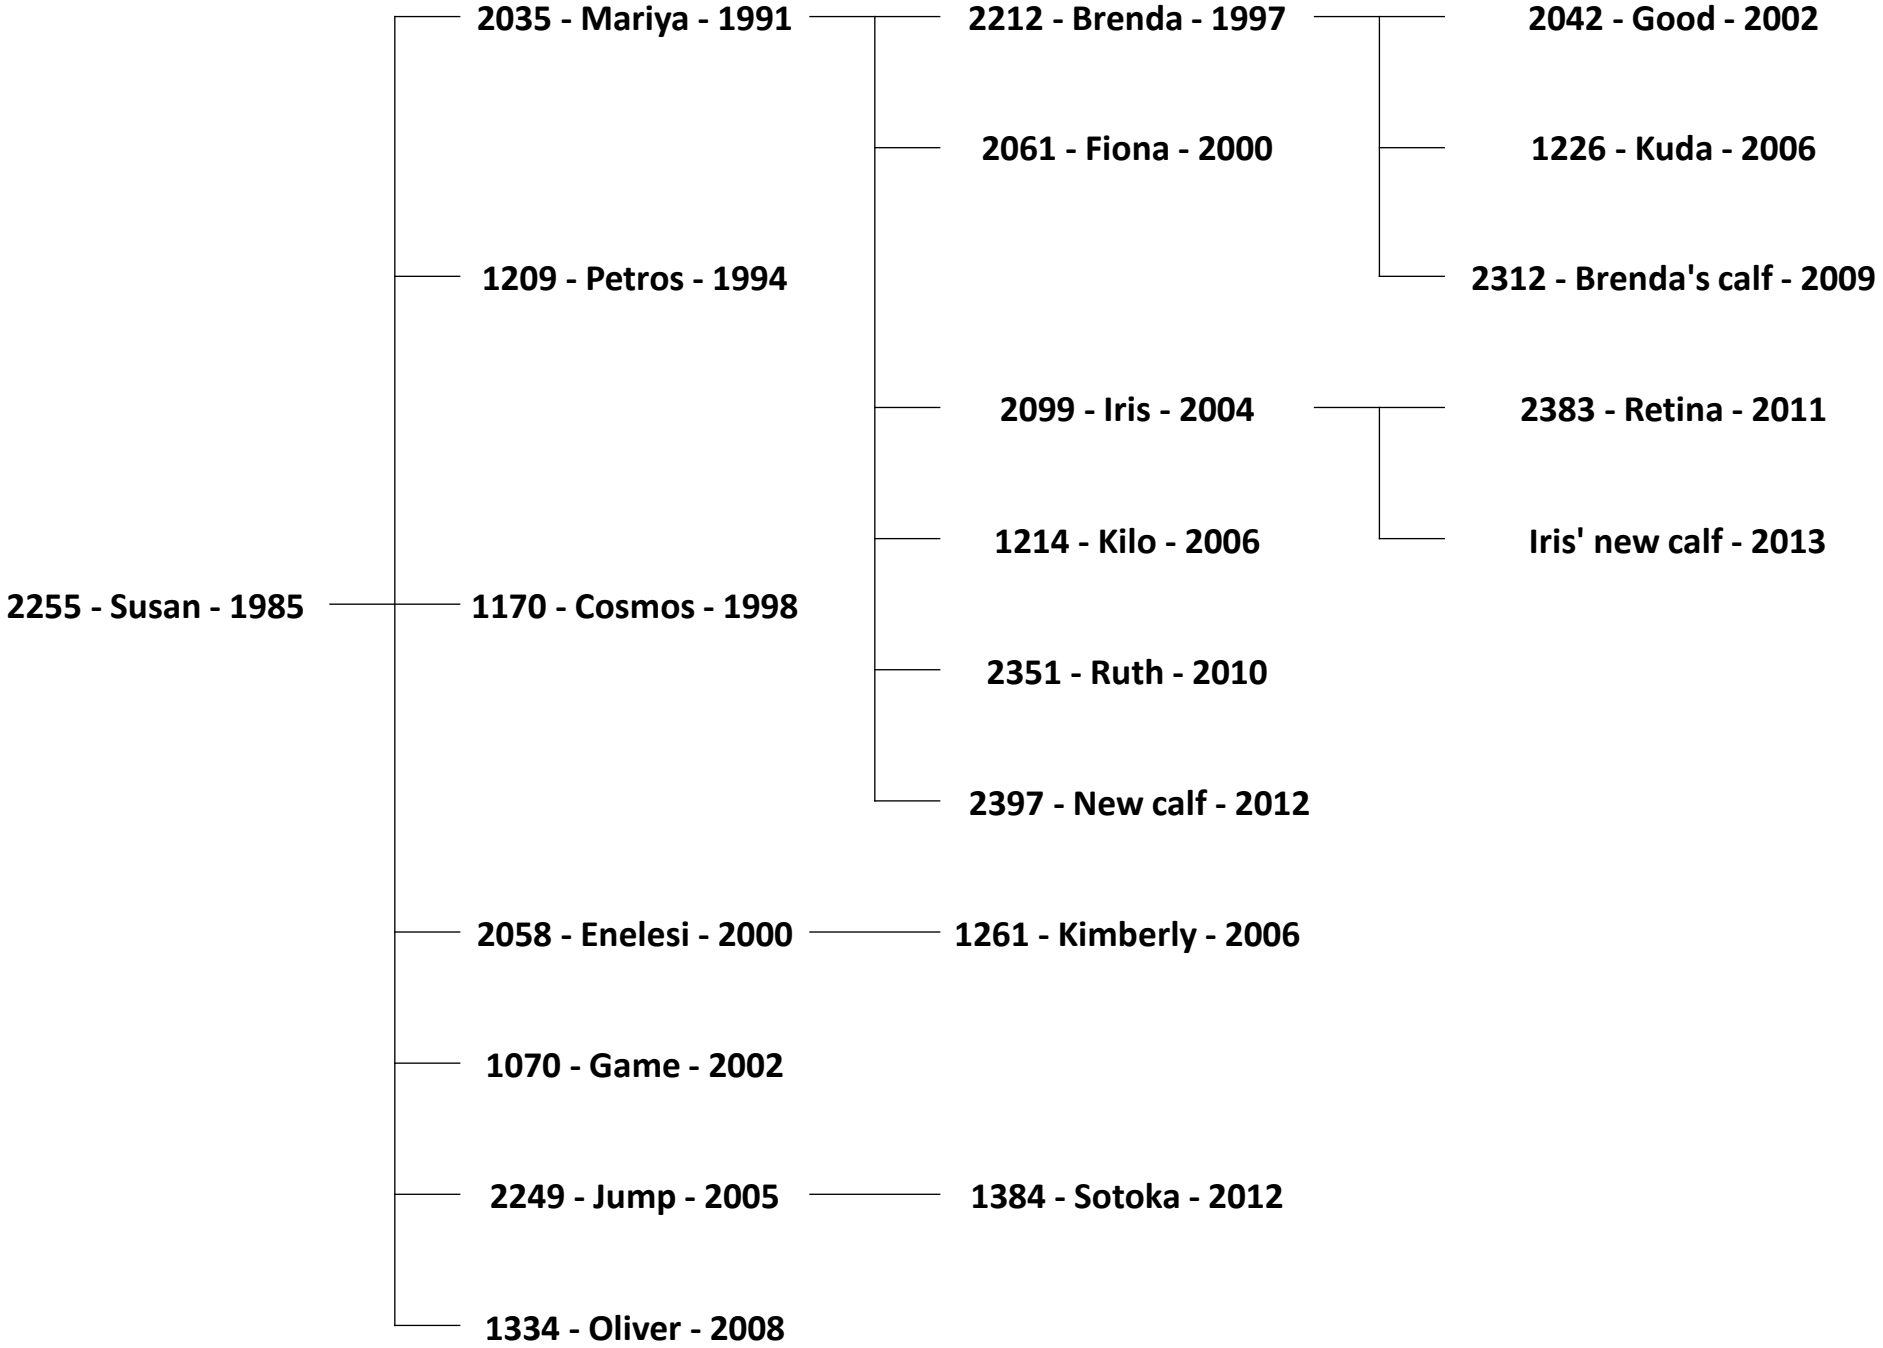 2035 - Mariya - 1991
2212 - Brenda - 1997
2042 - Good - 2002
2061 - Fiona - 2000
1226 - Kuda - 2006
1209 - Petros - 1994
2312 - Brenda's calf - 2009
2099 - Iris - 2004
2383 - Retina - 2011
1214 - Kilo - 2006
Iris' new calf - 2013
2255 - Susan - 1985
1170 - Cosmos - 1998
2351 - Ruth - 2010
2397 - New calf - 2012
2058 - Enelesi - 2000
1261 - Kimberly - 2006
1070 - Game - 2002
2249 - Jump - 2005
1384 - Sotoka - 2012
1334 - Oliver - 2008